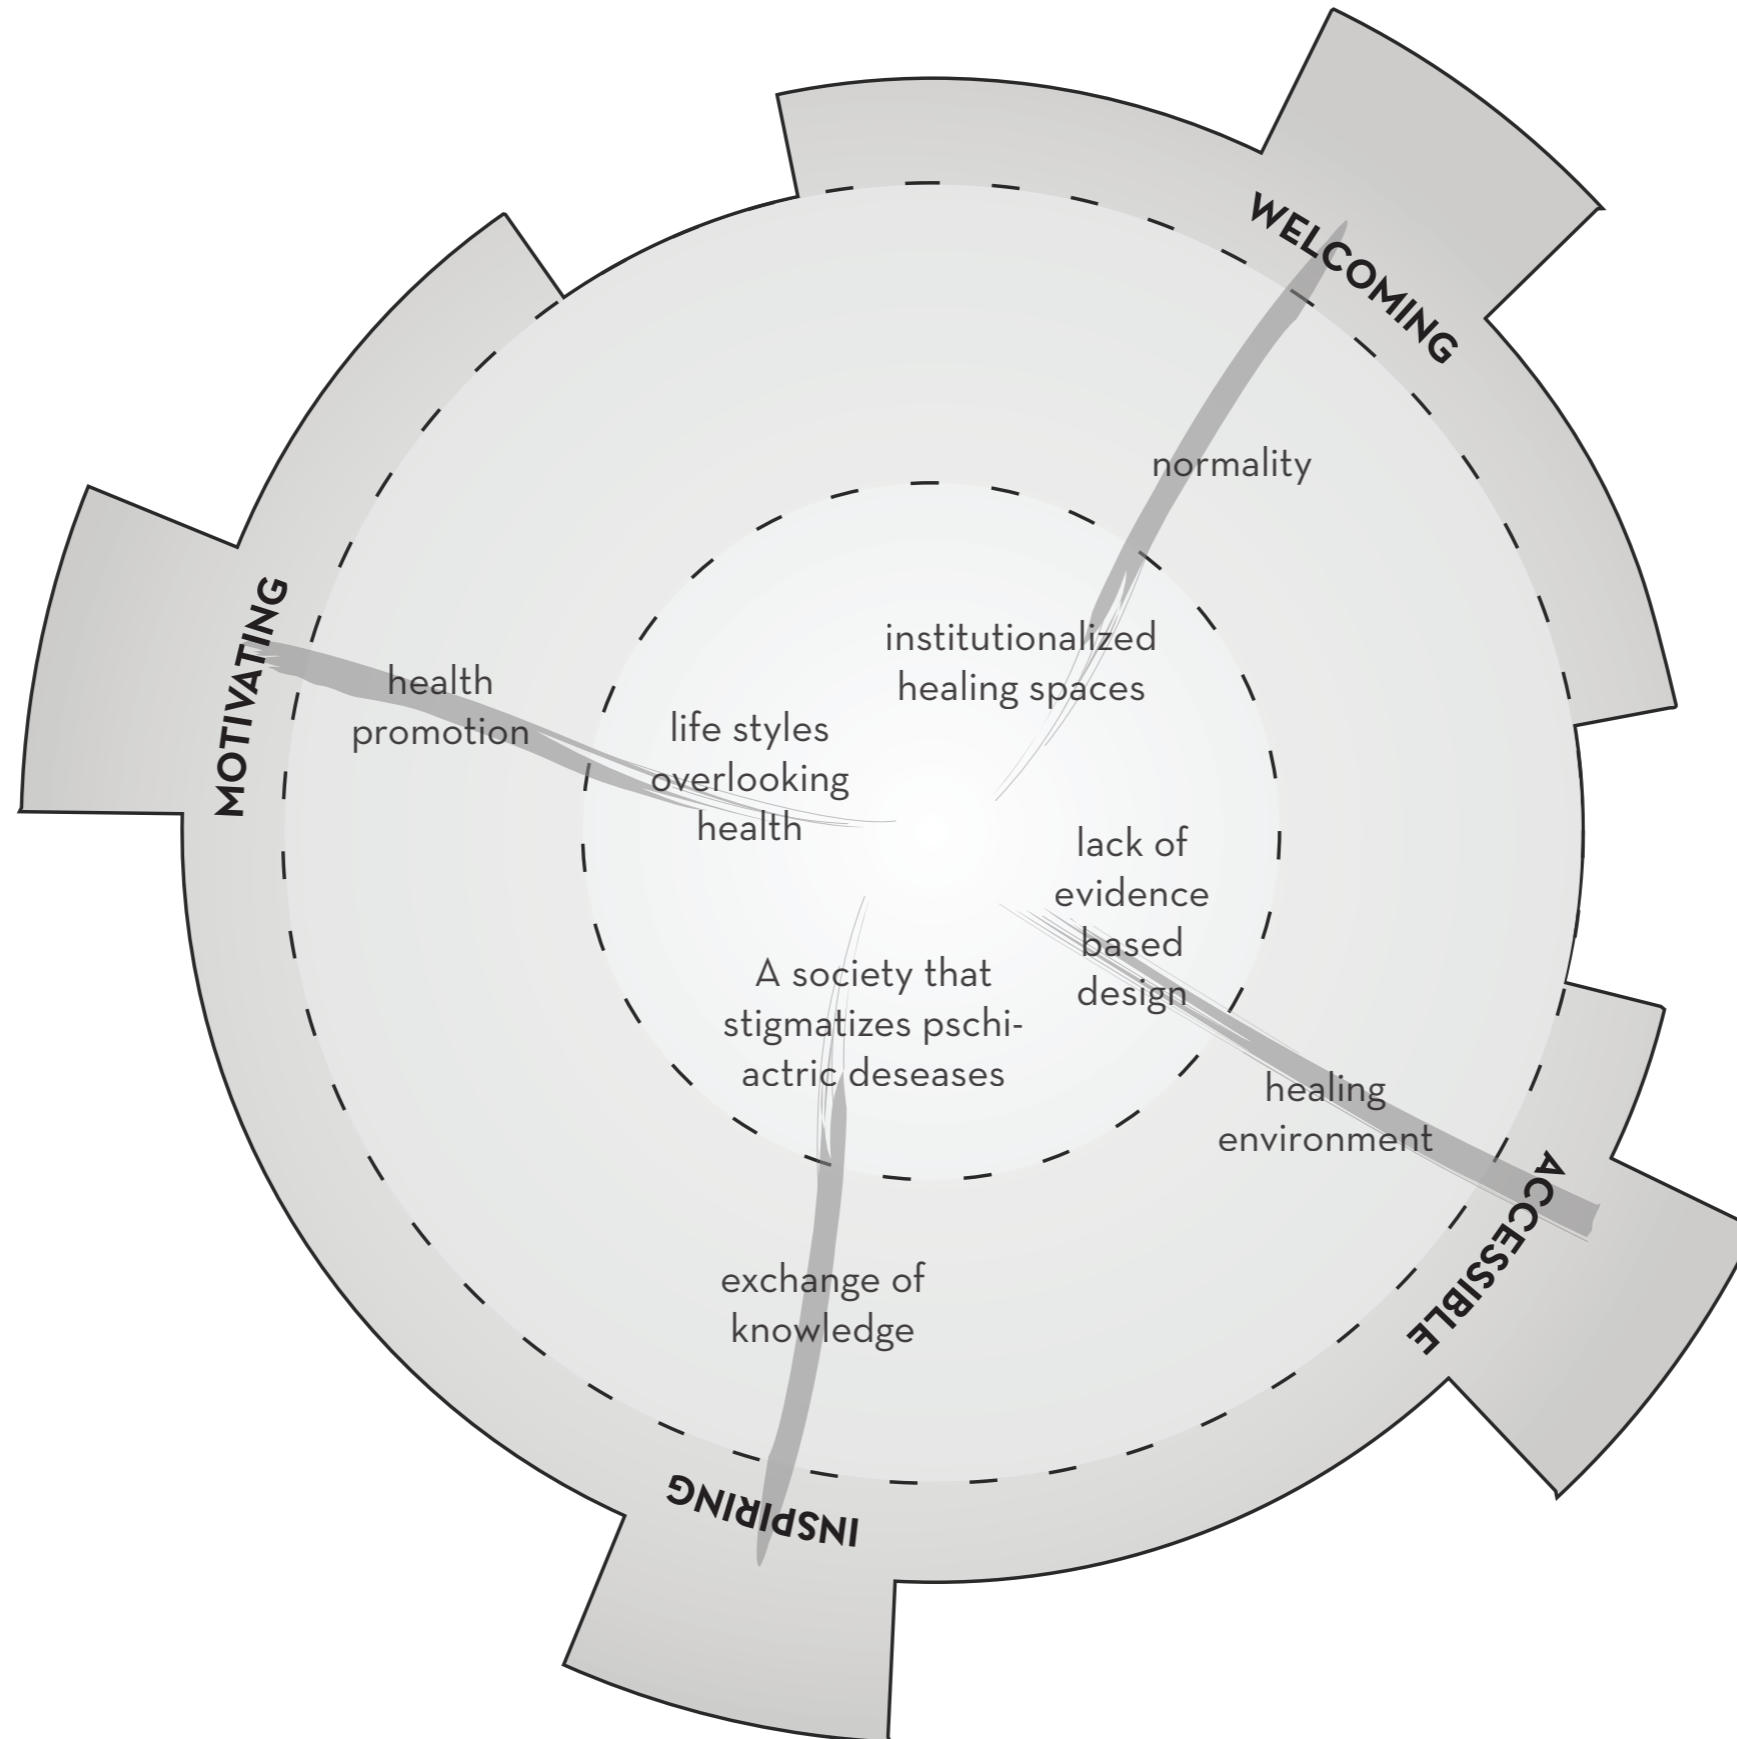 WELCOMING
normality
institutionalized
healing spaces
MOTIVATING
health
promotion
life styles
overlooking
health
lack of
evidence
based
design
healing
environment
ACCESSIBLE
A society that
stigmatizes pschi-
actric deseases
exchange of
knowledge
INSPIRING